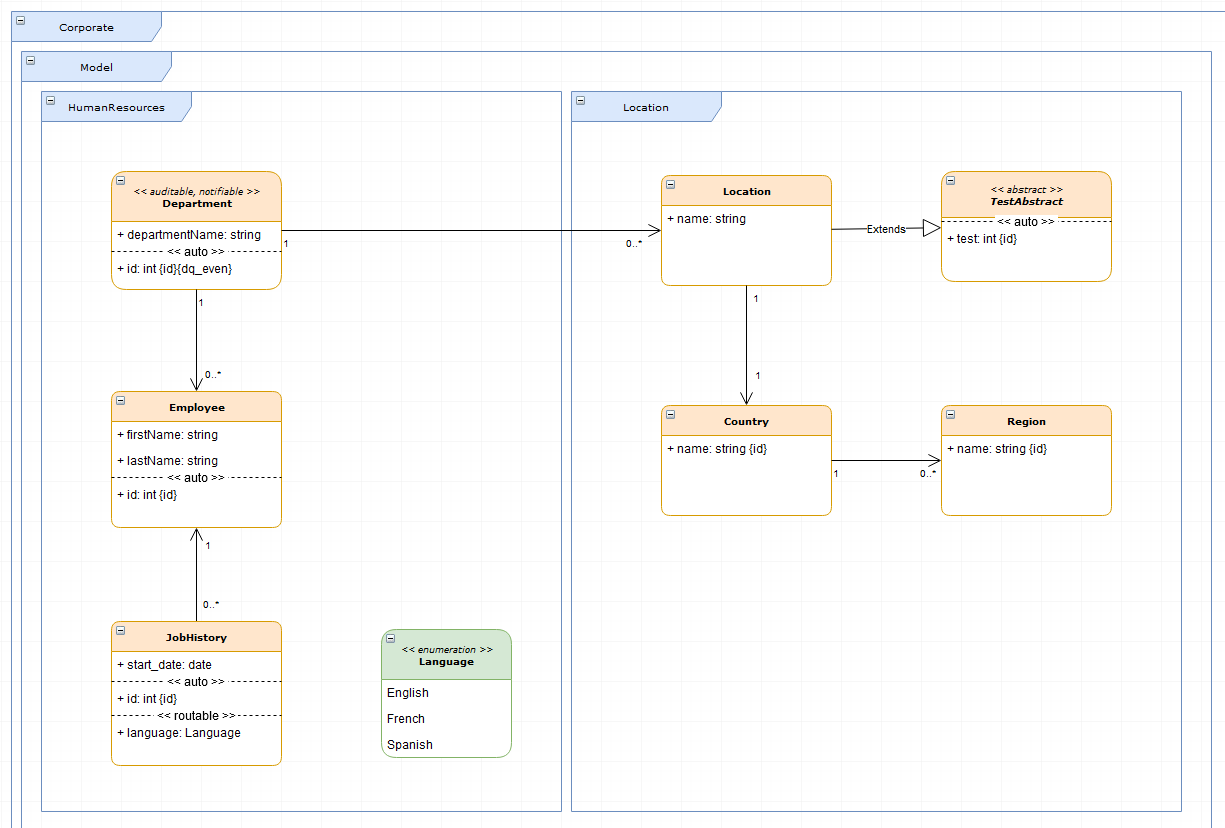 Corporate
Model
HumanResources
Location
<< auditable, notifiable >>
Department
+ departmentName: string
<< auto >>
+ id: int {id}{dq_even}
1
0..*
1
0..*
Location
+ name: string
Extends
<< abstract >>
TestAbstract
<< auto >>
+ test: int {id}
1
1
Employee
+ firstName: string
+ lastName: string
<< auto >>
+ id: int {id}
Country
+ name: string {id}
1
0..*
Region
+ name: string {id}
1
0..*
JobHistory
+ start_date: date
<< auto >>
+ id: int {id}
<< routable >>
+ language: Language
<< enumeration >>
Language
English
French
Spanish